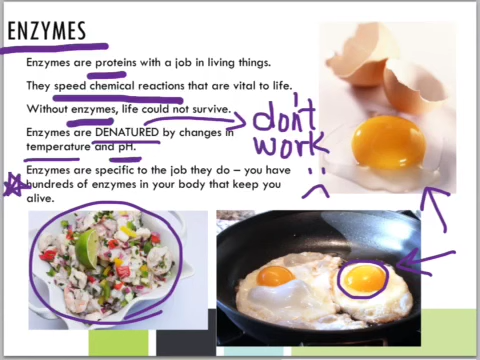 ENZYMES
Enzymes are proteins with a job in living things.
They speed chemical reactions that are vital to life.
Without enzymes, life could not survive.
Enzymes are DENATURED by changes in
temperature and pH.
don't
work
Enzymes are specific to the job they do – you have
hundreds of enzymes in your body that keep you
alive.